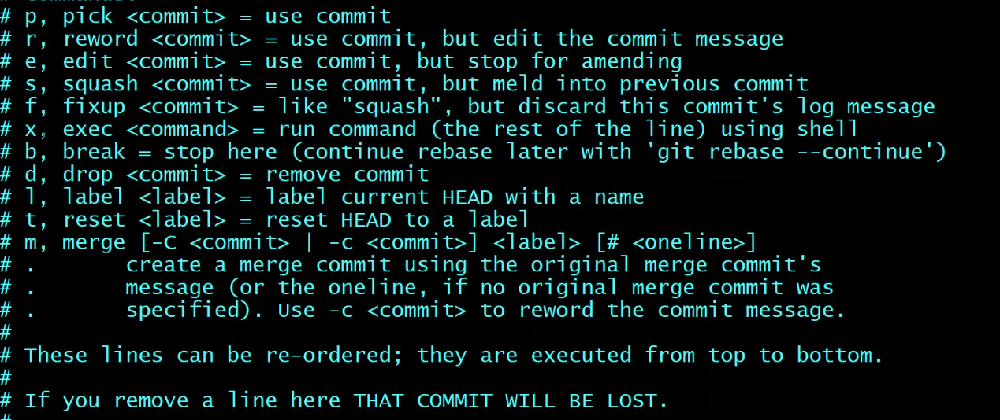 # p, pick <commit> = use commit
# r, reword <commit> = use commit, but edit the commit message
# e, edit <commit> = use commit, but stop for amending
# s, squash <commit> = use commit, but meld into previous commit
# f, fixup <commit> = like "squash", but discard this commit's log message
# x, exec <command> = run command (the rest of the line) using shell
# b, break = stop here (continue rebase later with 'git rebase --continue')
# d, drop <commit> = remove commit
# l, label <label> = label current HEAD with a name
# t, reset <label> = reset HEAD to a label
# m, merge [-C <commit> | -c <commit>] <label> [# <oneline>]
# .       create a merge commit using the original merge commit's
# .       message (or the oneline, if no original merge commit was
# .       specified). Use -c <commit> to reword the commit message.
#
# These lines can be re-ordered; they are executed from top to bottom.
#
# If you remove a line here THAT COMMIT WILL BE LOST.
#